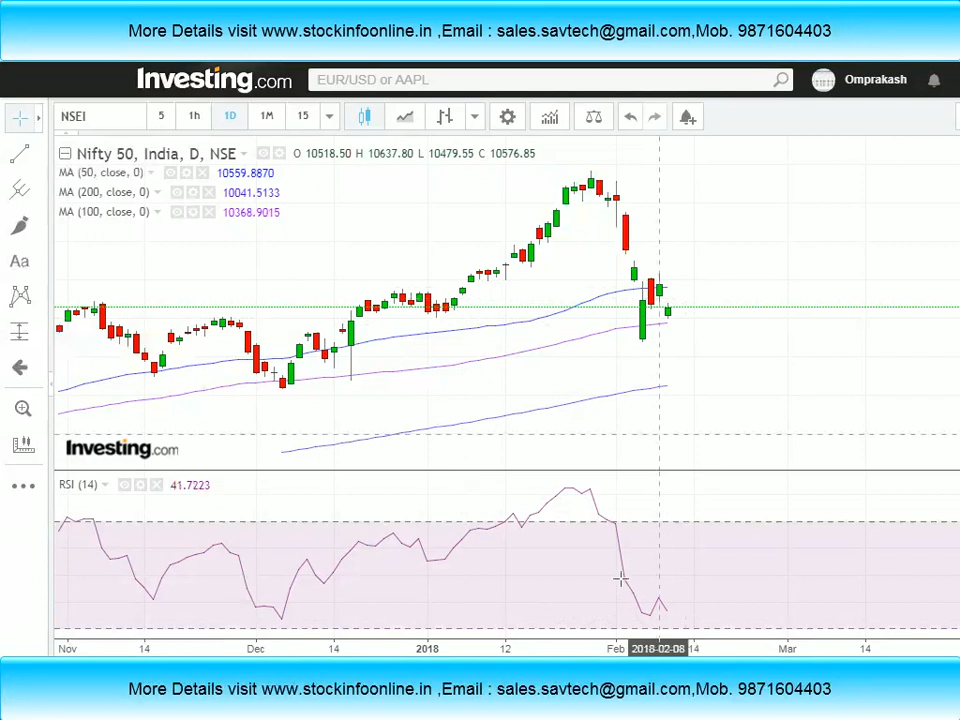 More Details visit www.stockinfoonline.in ,Email : sales.savtech@gmail.com,Mob. 9871604403
Investing.com EUR/USD or AAPL Omprakash
NSEI 5 1h 1D 1M 15
Nifty 50, India, D, NSE O 10518.50 H 10637.80 L 10479.55 C 10576.85
MA (50, close, 0) 10559.8870
MA (200, close, 0) 10041.5133
MA (100, close, 0) 10368.9015
Aa
Investing.com
RSI (14) 41.7223
Nov 14 Dec 14 2018 12 Feb 2018-02-08 14 Mar 14
More Details visit www.stockinfoonline.in ,Email : sales.savtech@gmail.com,Mob. 9871604403